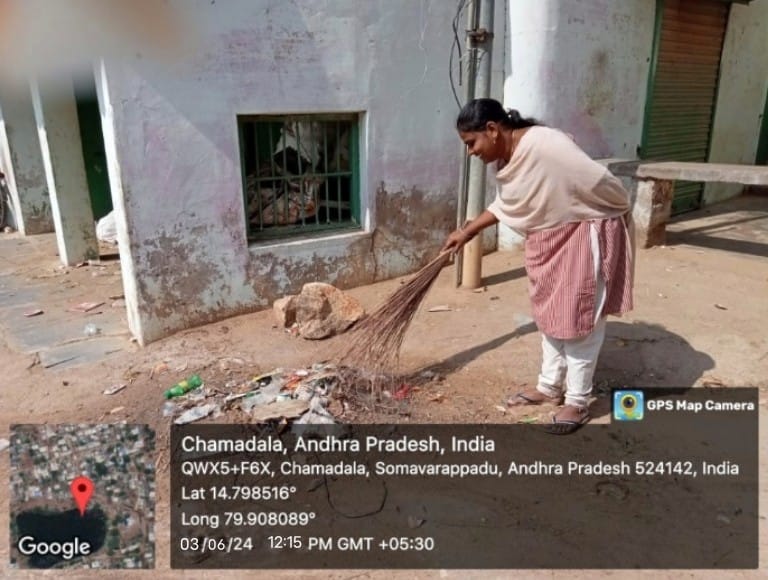 GPS Map Camera
Chamadala, Andhra Pradesh, India
QWX5+F6X, Chamadala, Somavarappadu, Andhra Pradesh 524142, India
Lat 14.798516°
Long 79.908089°
03/06/24 12:15 PM GMT +05:30
Google